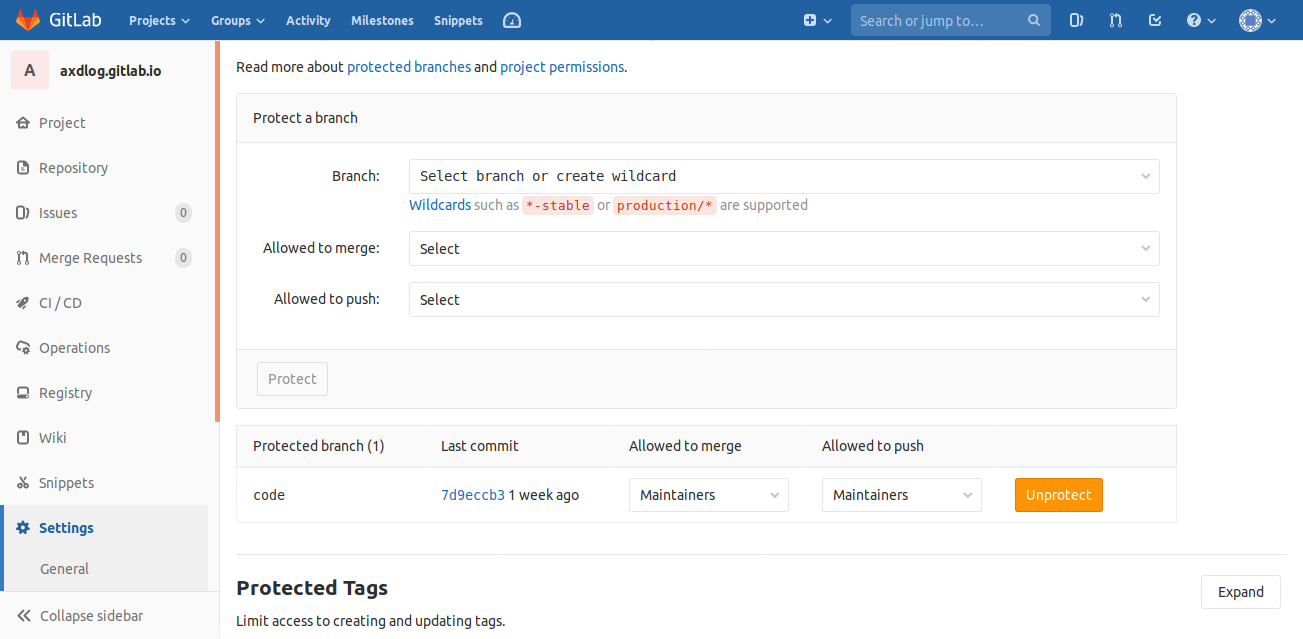 GitLab Projects Groups Activity Milestones Snippets Search or jump to...
A axdlog.gitlab.io
Project
Repository
Issues 0
Merge Requests 0
CI / CD
Operations
Registry
Wiki
Snippets
Settings
General
Collapse sidebar
Read more about protected branches and project permissions.
Protect a branch
Branch: Select branch or create wildcard
Wildcards such as *-stable or production/* are supported
Allowed to merge: Select
Allowed to push: Select
Protect
Protected branch (1) Last commit Allowed to merge Allowed to push
code 7d9eccb3 1 week ago Maintainers Maintainers Unprotect
Protected Tags Expand
Limit access to creating and updating tags.